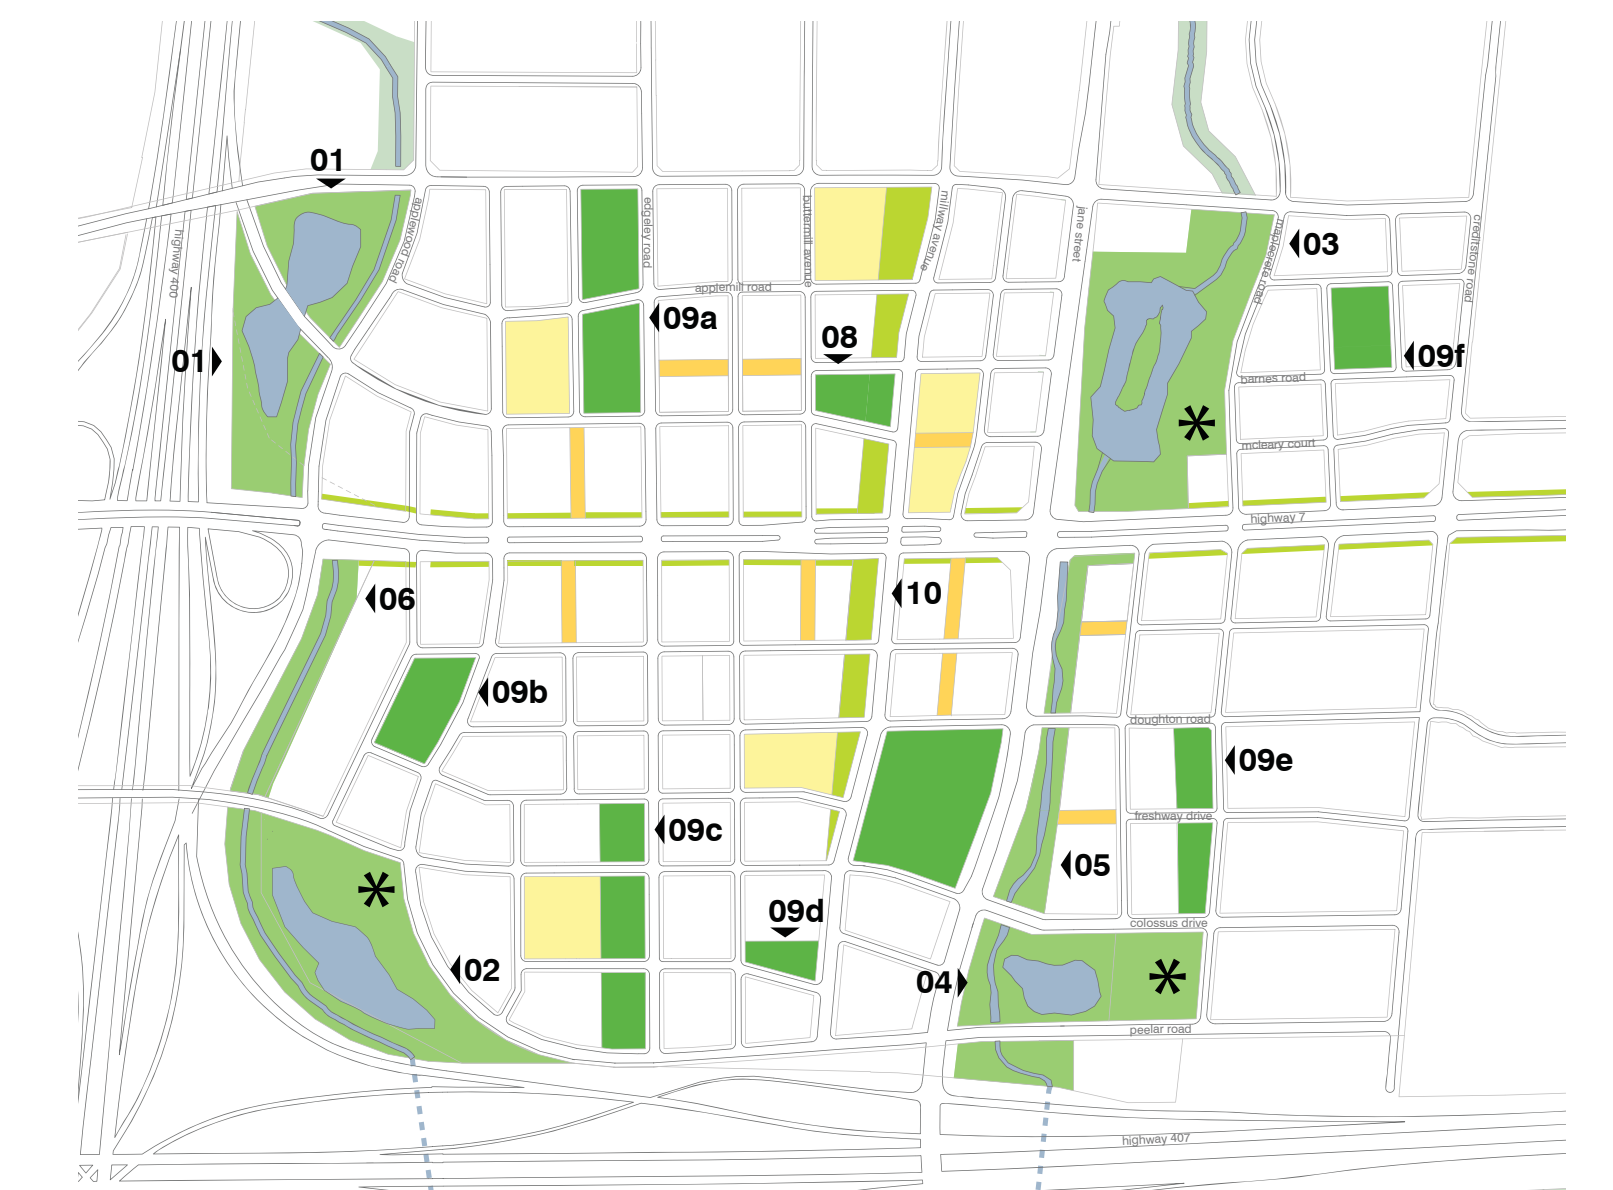 01
applewood road
edgeley road
buttermill avenue
millway avenue
jane street
maplecrete road
03
creditstone road
highway 400
applemill road
09a
08
01
09f
barnes road
*
mcleary court
highway 7
06
10
09b
doughton road
09e
freshway drive
09c
05
*
09d
colossus drive
02
04
*
peelar road
highway 407